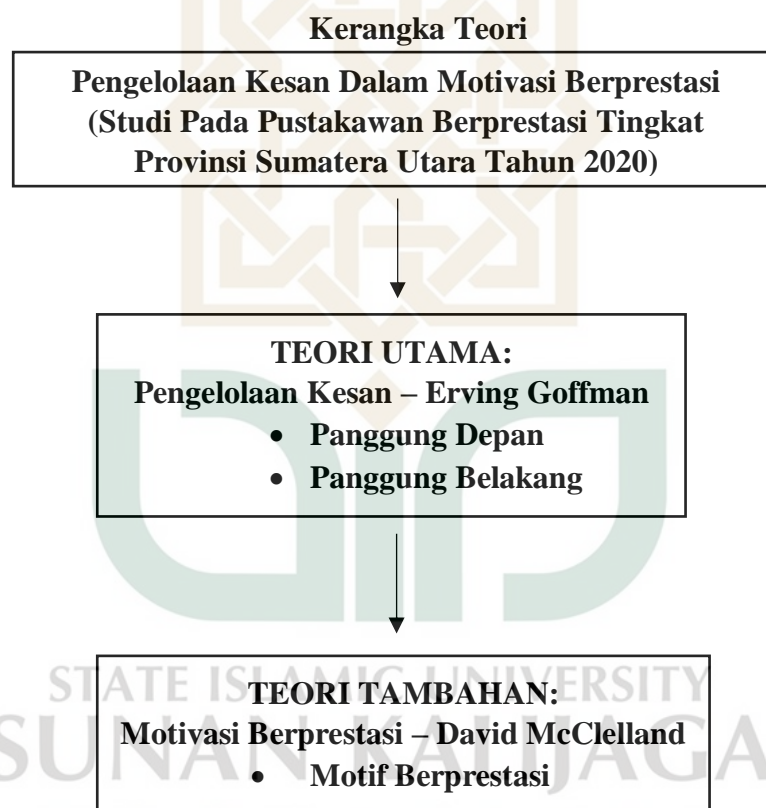 Kerangka Teori
Pengelolaan Kesan Dalam Motivasi Berprestasi
(Studi Pada Pustakawan Berprestasi Tingkat
Provinsi Sumatera Utara Tahun 2020)
TEORI UTAMA:
Pengelolaan Kesan – Erving Goffman
• Panggung Depan
• Panggung Belakang
STATE ISLAMIC UNIVERSITY
TEORI TAMBAHAN:
SUNAN KALIJAGA
Motivasi Berprestasi – David McClelland
• Motif Berprestasi